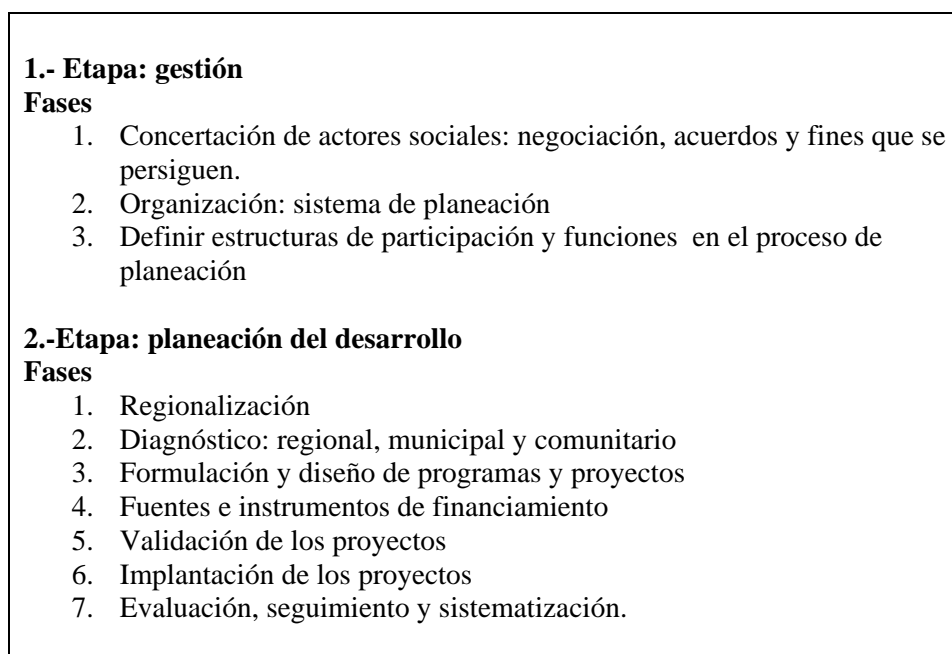 1.- Etapa: gestión
Fases
1. Concertación de actores sociales: negociación, acuerdos y fines que se
persiguen.
2. Organización: sistema de planeación
3. Definir estructuras de participación y funciones en el proceso de
planeación
2.-Etapa: planeación del desarrollo
Fases
1. Regionalización
2. Diagnóstico: regional, municipal y comunitario
3. Formulación y diseño de programas y proyectos
4. Fuentes e instrumentos de financiamiento
5. Validación de los proyectos
6. Implantación de los proyectos
7. Evaluación, seguimiento y sistematización.